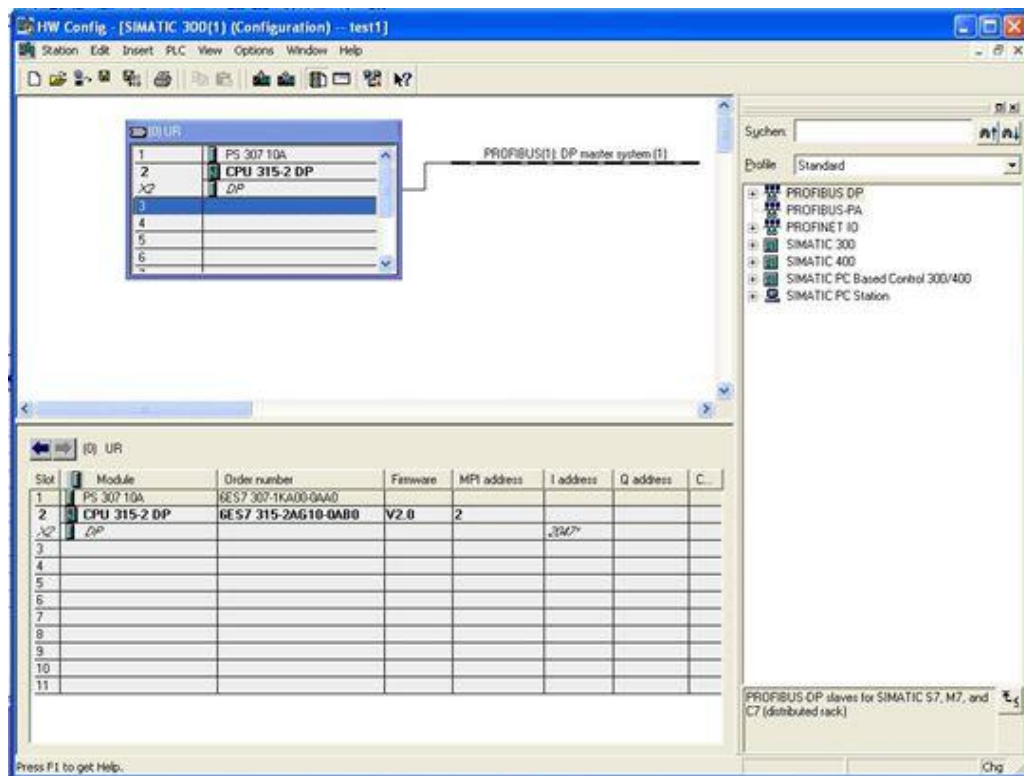 HW Config - [SIMATIC 300(1) (Configuration) -- test1]
Station Edit Insert PLC View Options Window Help
(0) UR
1 PS 307 10A
2 CPU 315-2 DP
X2 DP
3
4
5
6
7
PROFIBUS(1): DP master system (1)
Suchen:
Profile Standard
PROFIBUS DP
PROFIBUS-PA
PROFINET IO
SIMATIC 300
SIMATIC 400
SIMATIC PC Based Control 300/400
SIMATIC PC Station
(0) UR
Slot Module Order number Firmware MPI address I address Q address C...
1 PS 307 10A 6ES7 307-1KA00-0AA0
2 CPU 315-2 DP 6ES7 315-2AG10-0AB0 V2.0 2
X2 DP 2047*
3
4
5
6
7
8
9
10
11
PROFIBUS-DP slaves for SIMATIC S7, M7, and
C7 (distributed rack)
Press F1 to get Help.
Chg